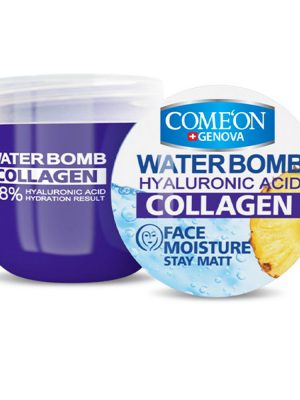 WATER BOMB
COLLAGEN
8% HYALURONIC ACID
HYDRATION RESULT
COME'ON
GENOVA
WATER BOMB
HYALURONIC ACID
COLLAGEN
FACE
MOISTURE
STAY MATT